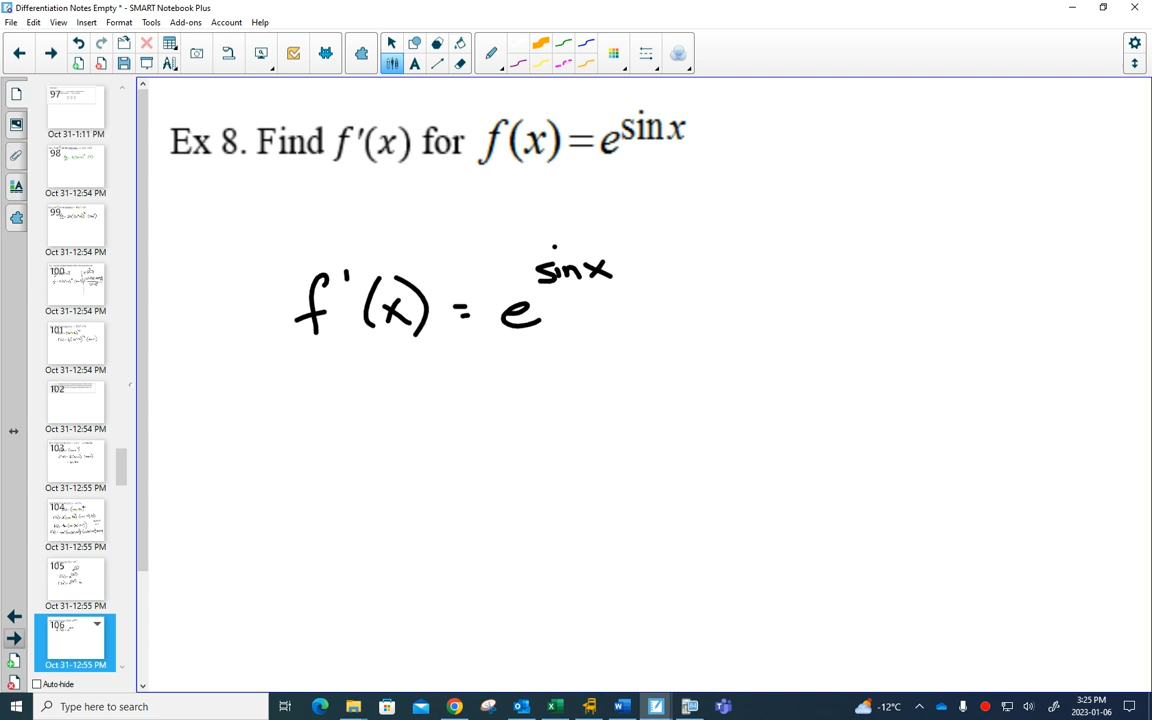 Differentiation Notes Empty * - SMART Notebook Plus
File Edit View Insert Format Tools Add-ons Account Help
97
Oct 31-1:11 PM
98
Oct 31-12:54 PM
99
Oct 31-12:54 PM
100
Oct 31-12:54 PM
101
Oct 31-12:54 PM
102
Oct 31-12:55 PM
103
Oct 31-12:55 PM
104
Oct 31-12:55 PM
105
Oct 31-12:55 PM
106
Oct 31-12:55 PM
Auto-hide
Ex 8. Find f'(x) for f(x)=e^sin x
f'(x) = e^sinx
Type here to search
-12°C
3:25 PM
2023-01-06